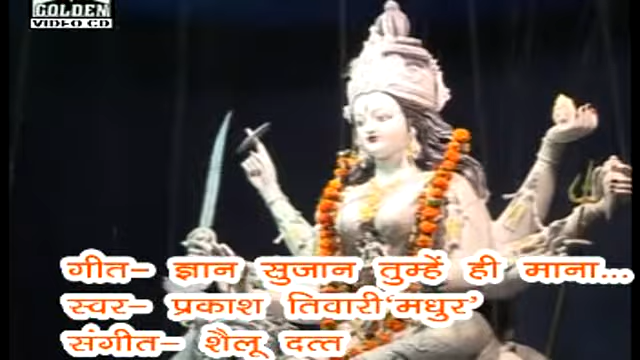 GOLDEN
VIDEO CD
गीत- ज्ञान सुजान तुम्हें ही माना...
स्वर- प्रकाश तिवारी'मधुर'
संगीत- शैलू दत्त